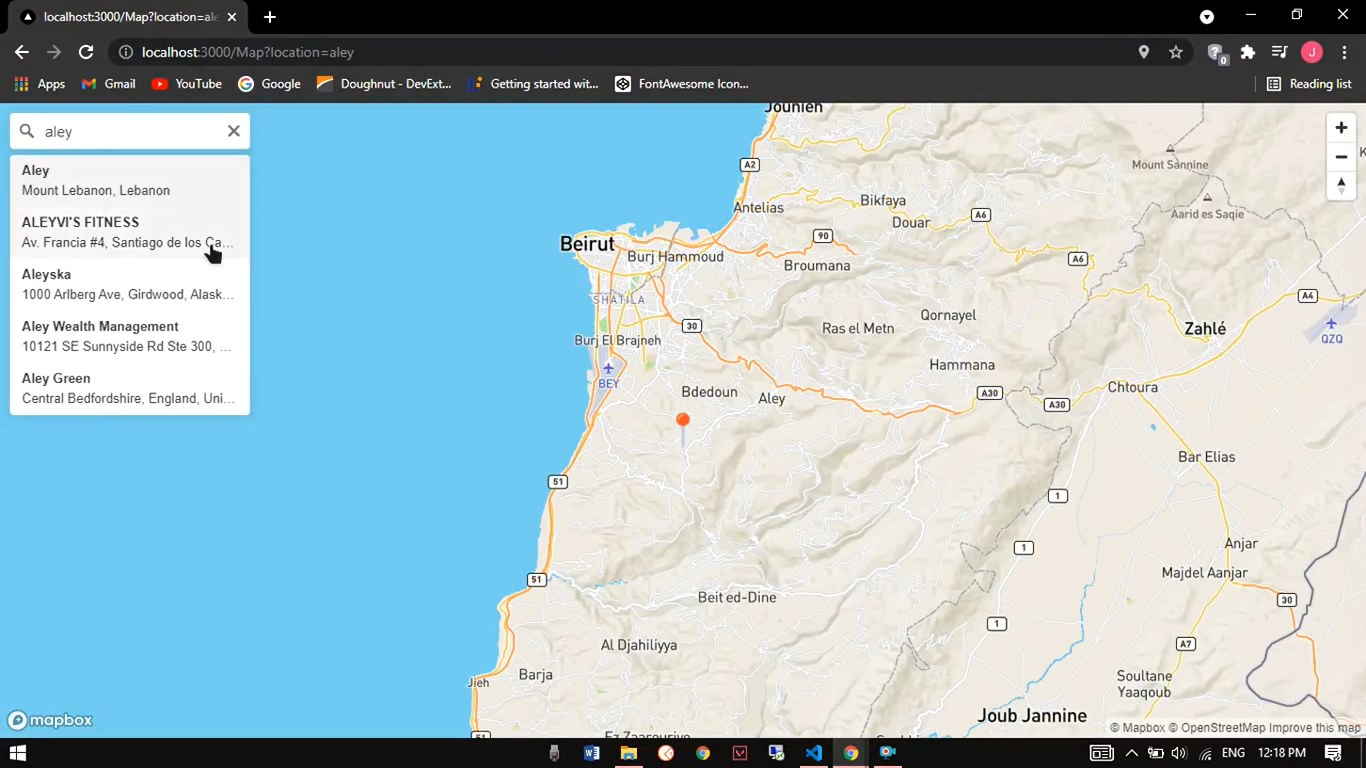 localhost:3000/Map?location=ale
localhost:3000/Map?location=aley
Apps
Gmail
YouTube
Google
Doughnut - DevExt...
Getting started wit...
FontAwesome Icon...
Reading list
aley
Aley
Mount Lebanon, Lebanon
ALEYVI'S FITNESS
Av. Francia #4, Santiago de los Ca...
Aleyska
1000 Arlberg Ave, Girdwood, Alask...
Aley Wealth Management
10121 SE Sunnyside Rd Ste 300, ...
Aley Green
Central Bedfordshire, England, Uni...
Jounieh
A2
Mount Sannine
Antelias
Bikfaya
Aarid es Saqie
Douar
A6
Beirut
90
Burj Hammoud
Broumana
A6
SHATILA
A4
30
Qornayel
Ras el Metn
Zahlé
QZQ
Burj El Brajneh
Hammana
BEY
Bdedoun
Aley
A30
A30
Chtoura
Bar Elias
51
1
Anjar
1
Majdel Aanjar
51
Beit ed-Dine
30
1
Al Djahiliyya
A7
Barja
Jieh
Soultane
Yaaqoub
Joub Jannine
51
Ez Zaarouriye
mapbox
© Mapbox © OpenStreetMap Improve this map
ENG
12:18 PM